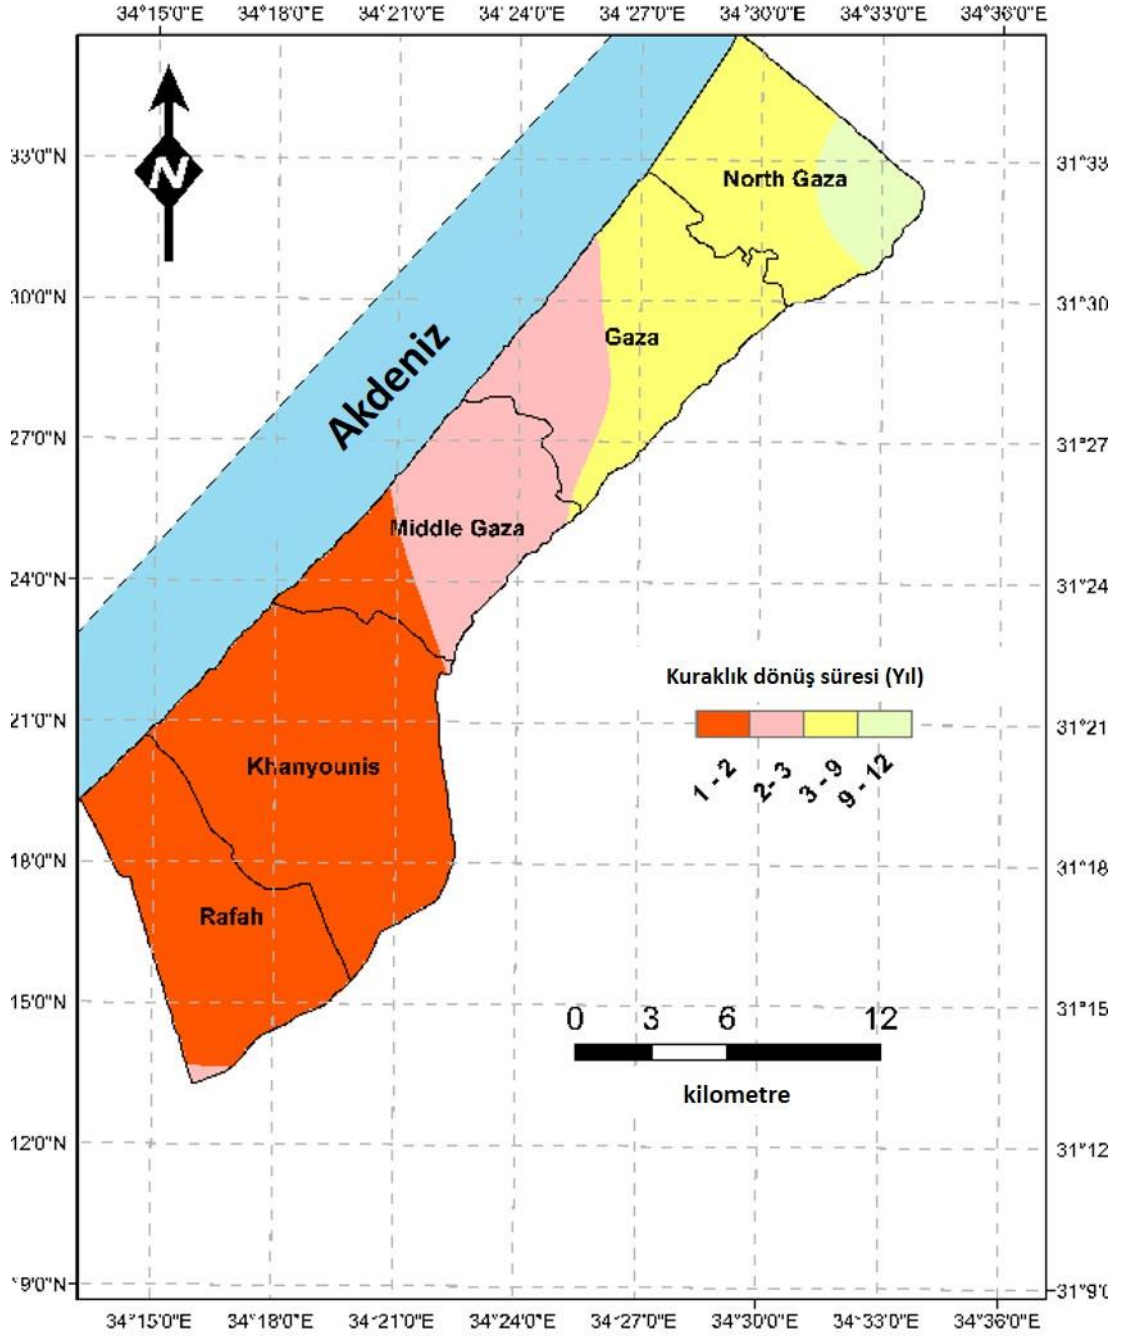 34°15'0"E 34°18'0"E 34°21'0"E 34°24'0"E 34°27'0"E 34°30'0"E 34°33'0"E 34°36'0"E
N
33'0"N
31°33
North Gaza
30'0"N
31°30
Gaza
Akdeniz
27'0"N
31°27
Middle Gaza
24'0"N
31°24
Kuraklık dönüş süresi (Yıl)
21'0"N
31°21
1 - 2
2- 3
3 - 9
9 - 12
Khanyounis
18'0"N
31°18
Rafah
15'0"N
31°15
0 3 6 12
kilometre
12'0"N
31°12
°9'0"N
31°9'0
34°15'0"E 34°18'0"E 34°21'0"E 34°24'0"E 34°27'0"E 34°30'0"E 34°33'0"E 34°36'0"E